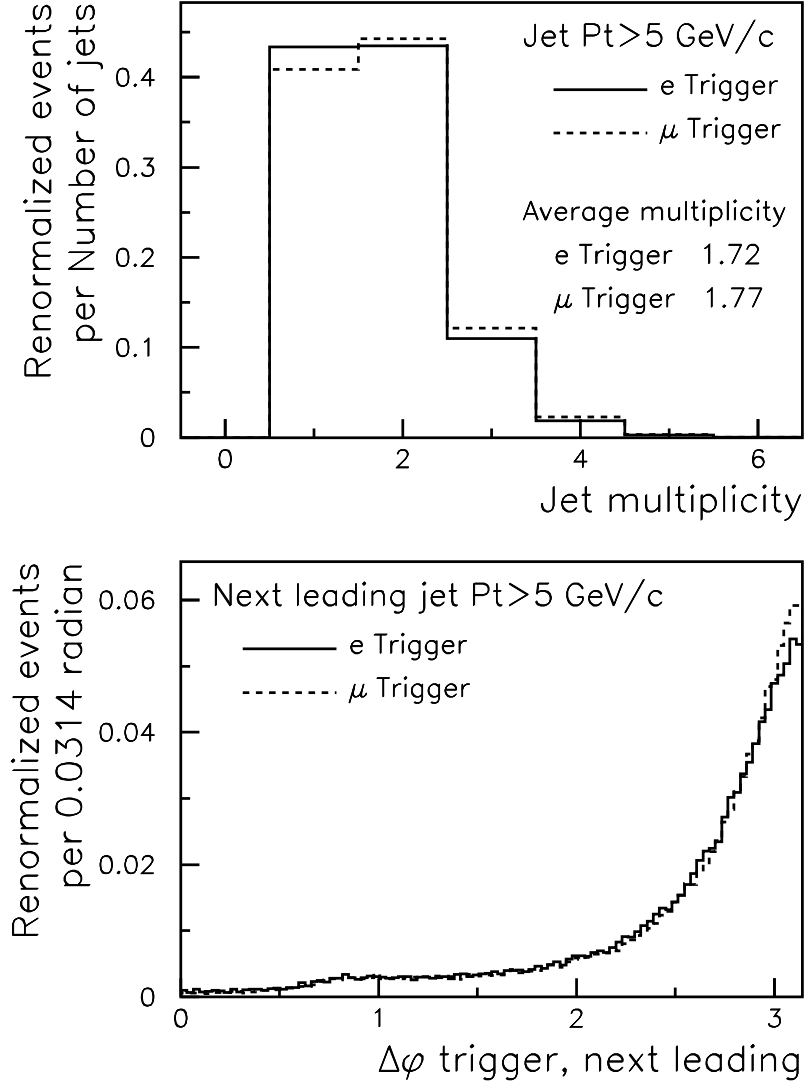 Renormalized events
per Number of jets
Jet Pt>5 GeV/c
e Trigger
μ Trigger
Average multiplicity
e Trigger 1.72
μ Trigger 1.77
0.4
0.3
0.2
0.1
0
0 2 4 6
Jet multiplicity
Renormalized events
per 0.0314 radian
Next leading jet Pt>5 GeV/c
e Trigger
μ Trigger
0.06
0.04
0.02
0
0 1 2 3
Δφ trigger, next leading